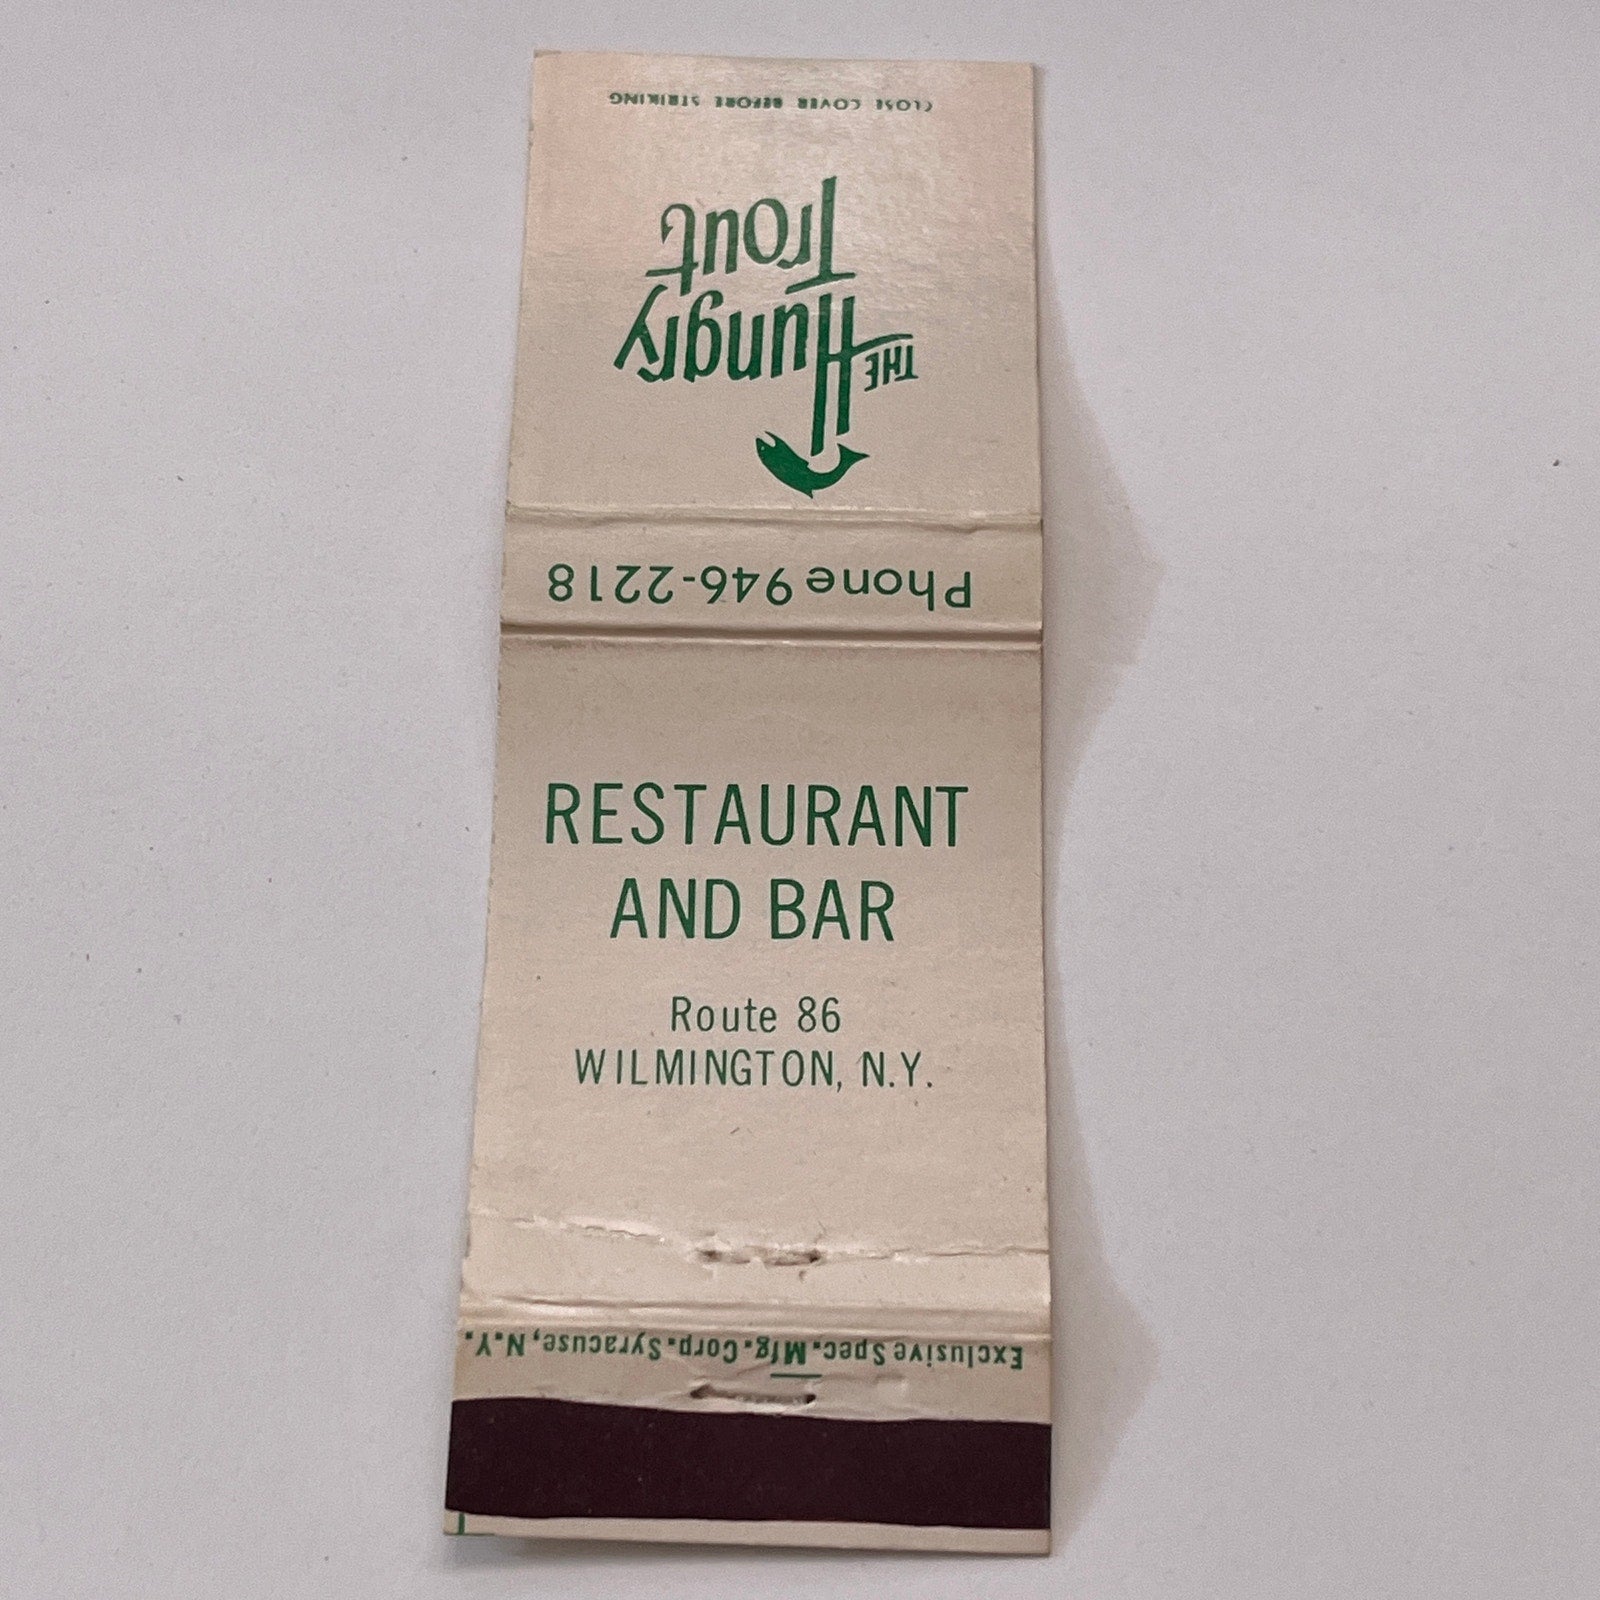 CLOSE COVER BEFORE STRIKING
THE Hungry
Trout
Phone 946-2218
RESTAURANT
AND BAR
Route 86
WILMINGTON, N.Y.
Exclusive Spec. Mfg. Corp. Syracuse, N.Y.